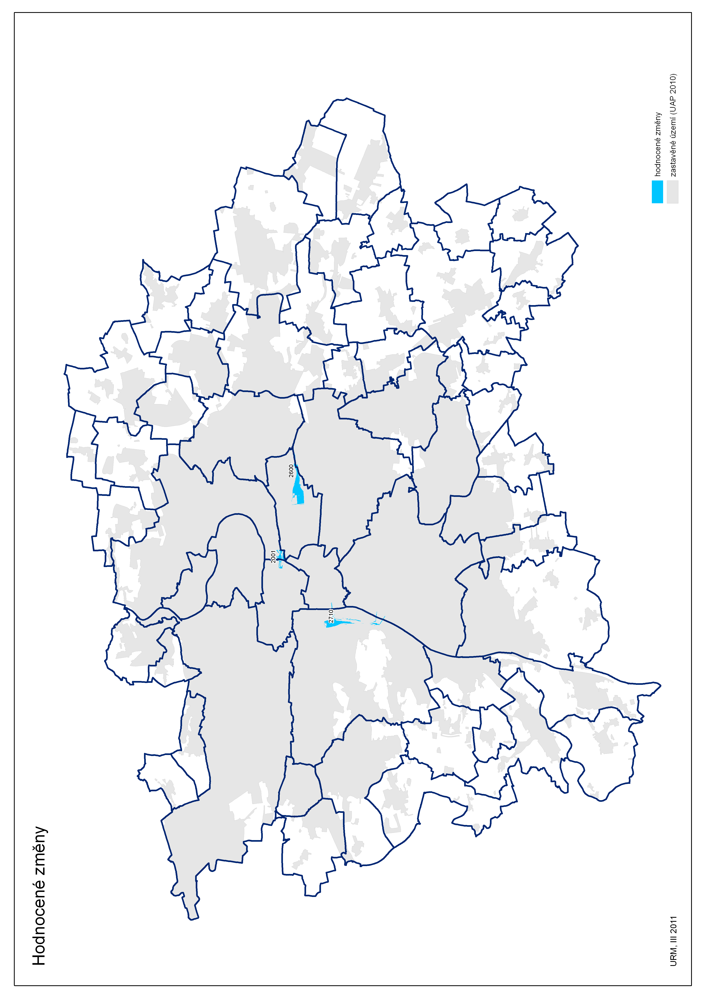 Hodnocené změny
2600
2001
2710
hodnocené změny
zastavěné území (UAP 2010)
URM, III 2011